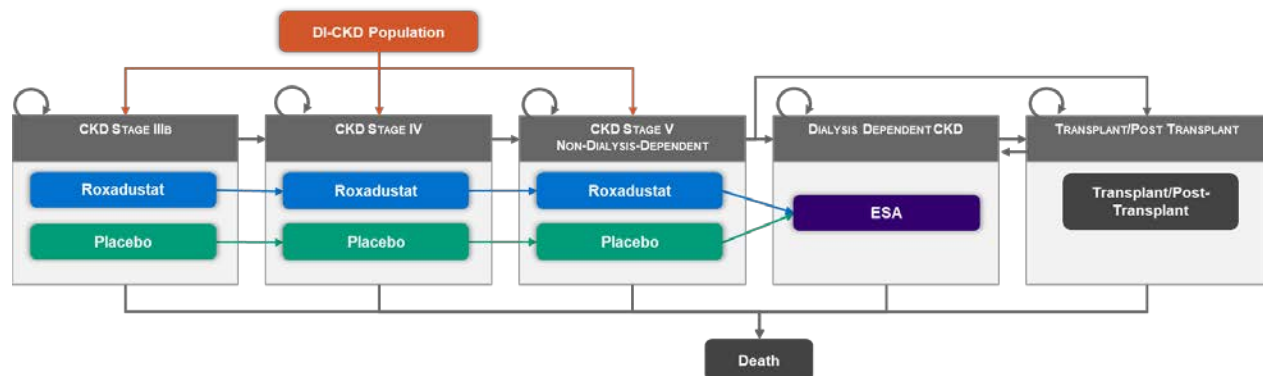 DI-CKD Population
CKD STAGE IIIB
CKD STAGE IV
CKD STAGE V
NON-DIALYSIS-DEPENDENT
DIALYSIS DEPENDENT CKD
TRANSPLANT/POST TRANSPLANT
Roxadustat
Roxadustat
Roxadustat
ESA
Transplant/Post-
Transplant
Placebo
Placebo
Placebo
Death